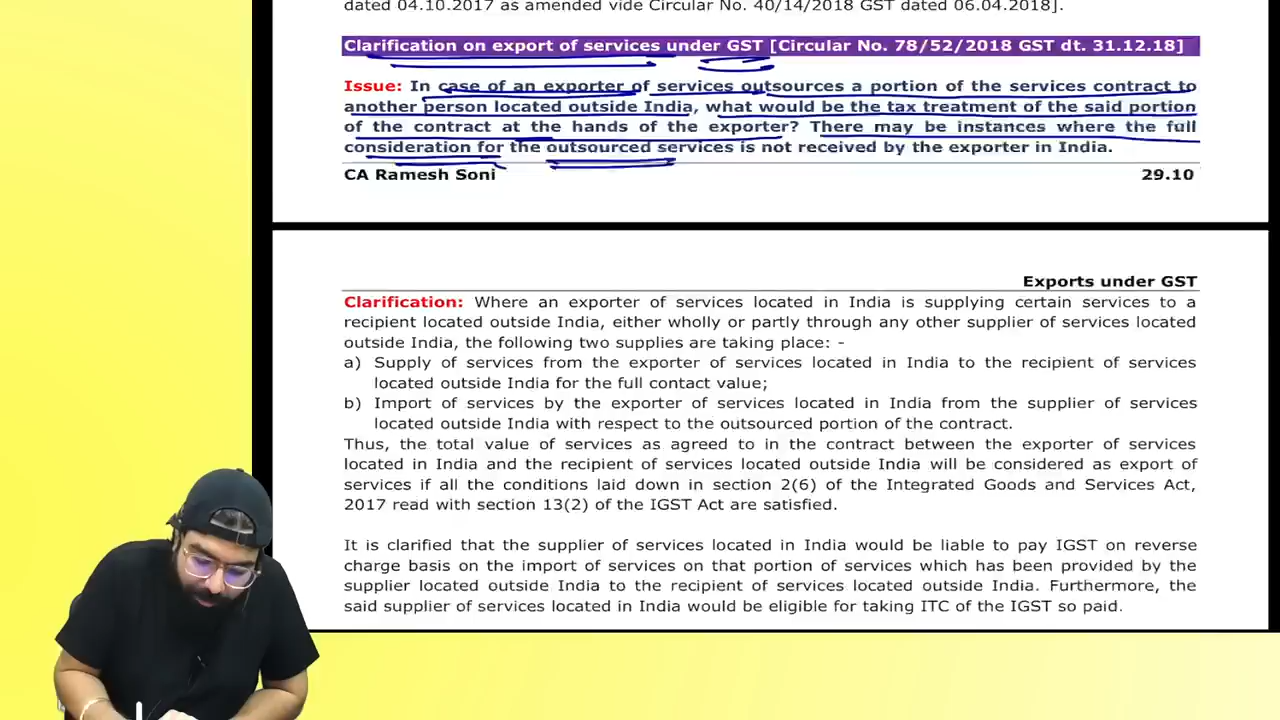 dated 04.10.2017 as amended vide Circular No. 40/14/2018 GST dated 06.04.2018].
Clarification on export of services under GST [Circular No. 78/52/2018 GST dt. 31.12.18]
Issue: In case of an exporter of services outsources a portion of the services contract to
another person located outside India, what would be the tax treatment of the said portion
of the contract at the hands of the exporter? There may be instances where the full
consideration for the outsourced services is not received by the exporter in India.
CA Ramesh Soni 29.10
Exports under GST
Clarification: Where an exporter of services located in India is supplying certain services to a
recipient located outside India, either wholly or partly through any other supplier of services located
outside India, the following two supplies are taking place: -
a) Supply of services from the exporter of services located in India to the recipient of services
located outside India for the full contact value;
b) Import of services by the exporter of services located in India from the supplier of services
located outside India with respect to the outsourced portion of the contract.
Thus, the total value of services as agreed to in the contract between the exporter of services
located in India and the recipient of services located outside India will be considered as export of
services if all the conditions laid down in section 2(6) of the Integrated Goods and Services Act,
2017 read with section 13(2) of the IGST Act are satisfied.
It is clarified that the supplier of services located in India would be liable to pay IGST on reverse
charge basis on the import of services on that portion of services which has been provided by the
supplier located outside India to the recipient of services located outside India. Furthermore, the
said supplier of services located in India would be eligible for taking ITC of the IGST so paid.